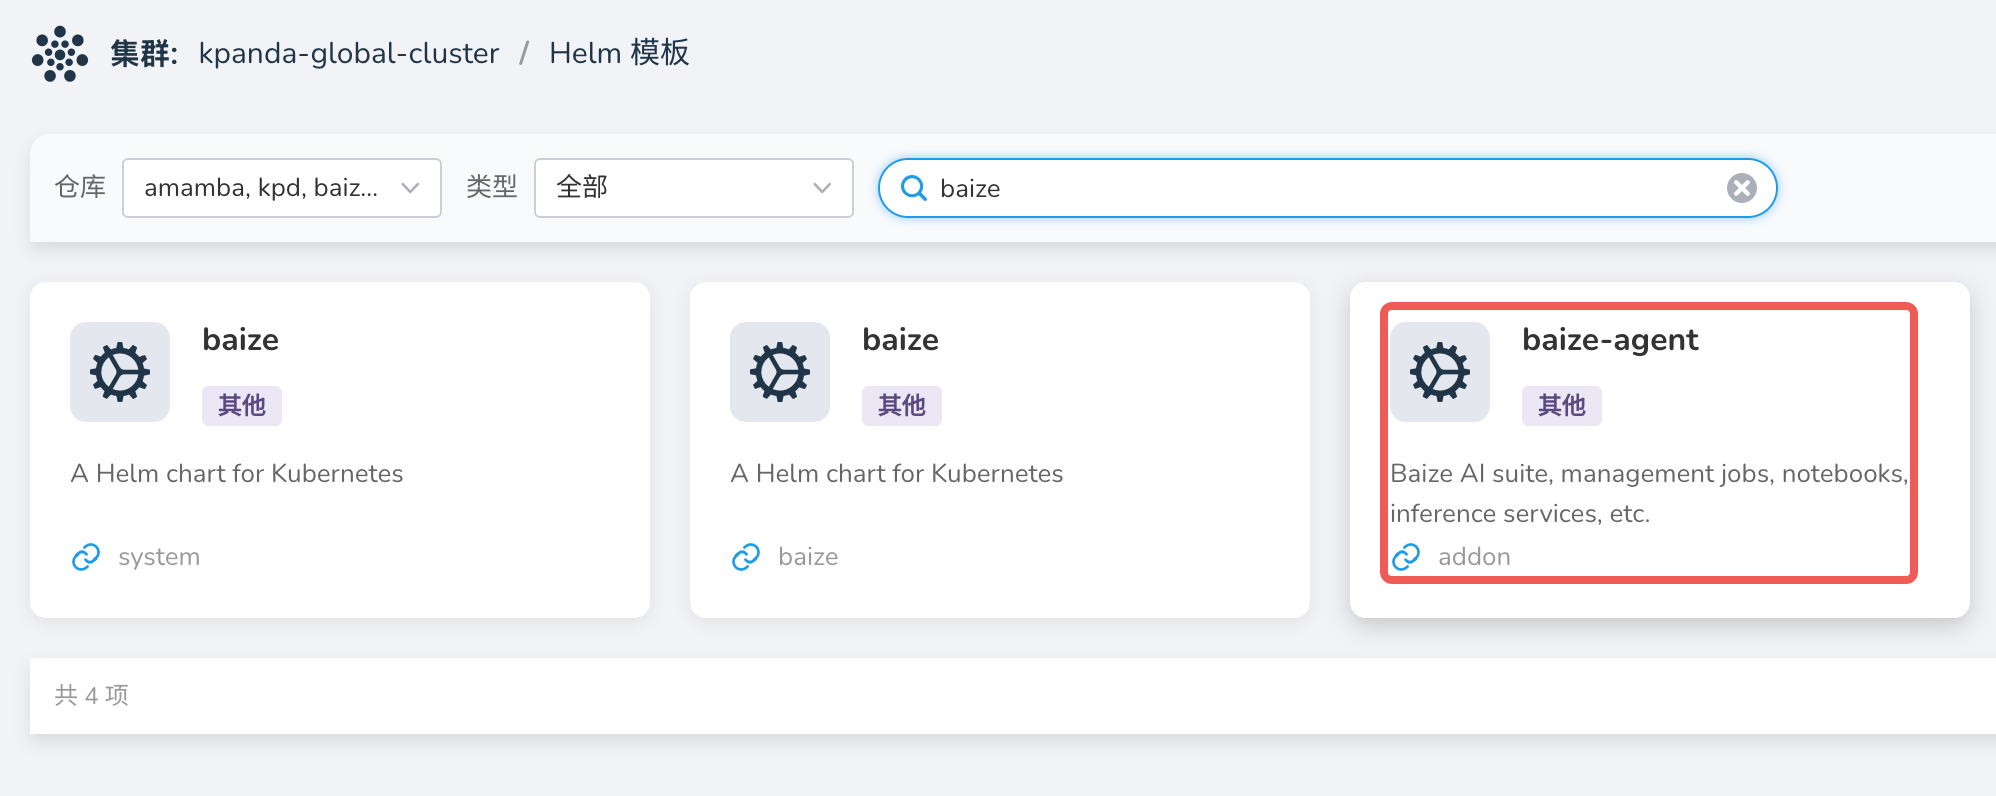 集群: kpanda-global-cluster / Helm 模板
仓库 amamba, kpd, baiz... 类型 全部 baize
baize
其他
A Helm chart for Kubernetes
system
baize
其他
A Helm chart for Kubernetes
baize
baize-agent
其他
Baize AI suite, management jobs, notebooks,
inference services, etc.
addon
共 4 项